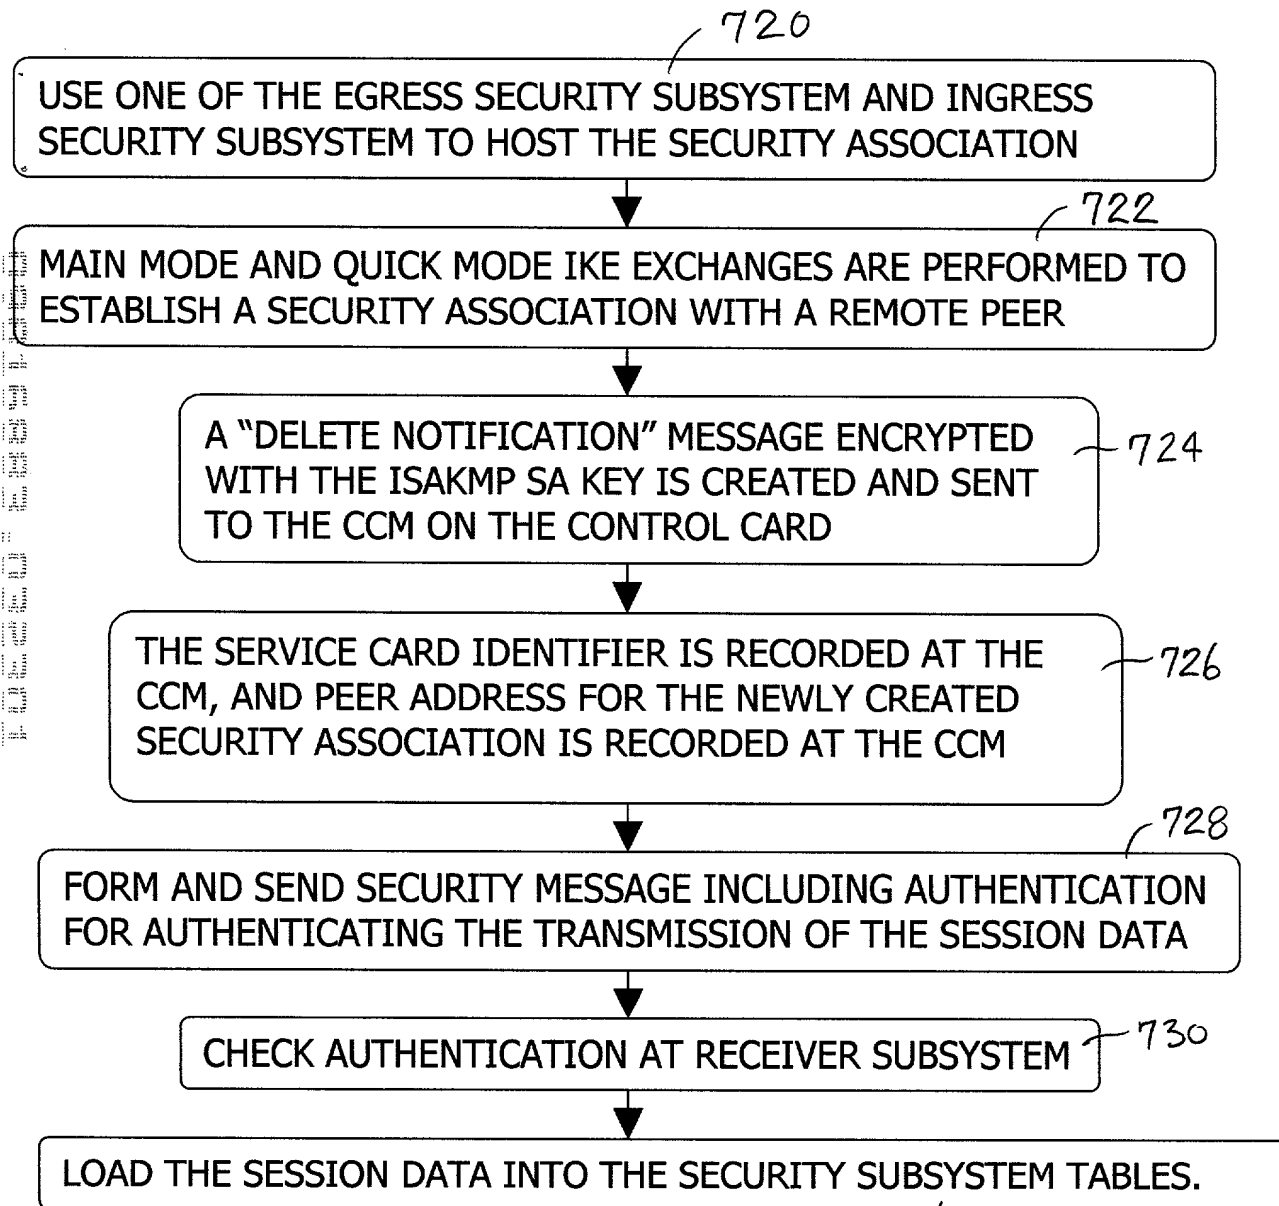 720
USE ONE OF THE EGRESS SECURITY SUBSYSTEM AND INGRESS
SECURITY SUBSYSTEM TO HOST THE SECURITY ASSOCIATION
722
MAIN MODE AND QUICK MODE IKE EXCHANGES ARE PERFORMED TO
ESTABLISH A SECURITY ASSOCIATION WITH A REMOTE PEER
A “DELETE NOTIFICATION” MESSAGE ENCRYPTED
WITH THE ISAKMP SA KEY IS CREATED AND SENT
TO THE CCM ON THE CONTROL CARD
724
THE SERVICE CARD IDENTIFIER IS RECORDED AT THE
CCM, AND PEER ADDRESS FOR THE NEWLY CREATED
SECURITY ASSOCIATION IS RECORDED AT THE CCM
726
728
FORM AND SEND SECURITY MESSAGE INCLUDING AUTHENTICATION
FOR AUTHENTICATING THE TRANSMISSION OF THE SESSION DATA
CHECK AUTHENTICATION AT RECEIVER SUBSYSTEM
730
LOAD THE SESSION DATA INTO THE SECURITY SUBSYSTEM TABLES.